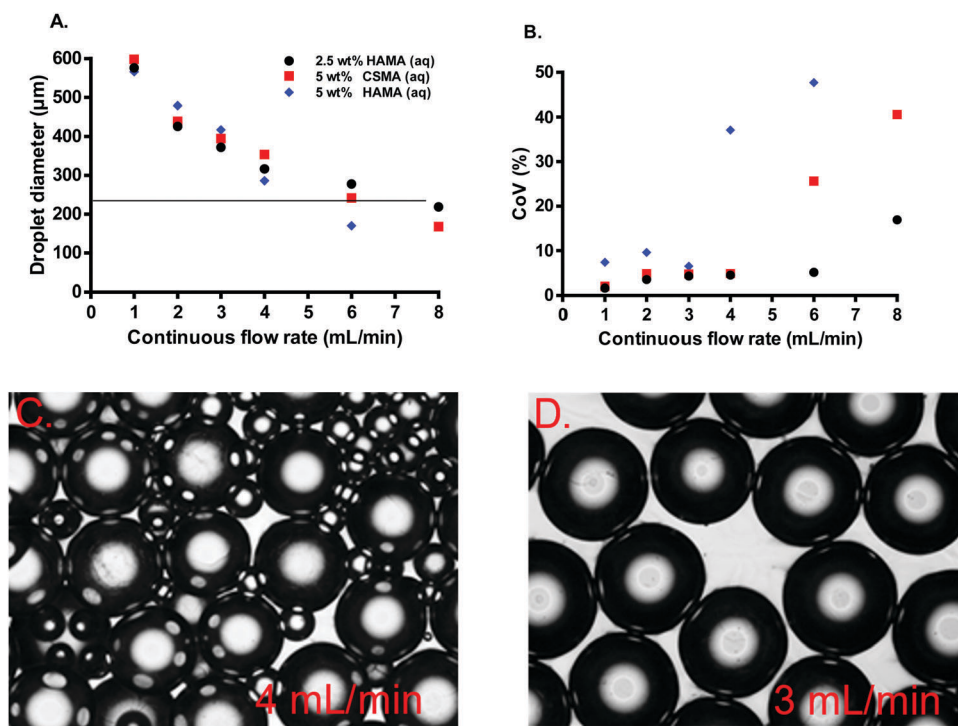 A.
600
500
400
300
200
100
0
0 1 2 3 4 5 6 7 8
Droplet diameter (µm)
Continuous flow rate (mL/min)
2.5 wt% HAMA (aq)
5 wt% CSMA (aq)
5 wt% HAMA (aq)
B.
50
40
30
20
10
0
0 1 2 3 4 5 6 7 8
CoV (%)
Continuous flow rate (mL/min)
C.
4 mL/min
D.
3 mL/min